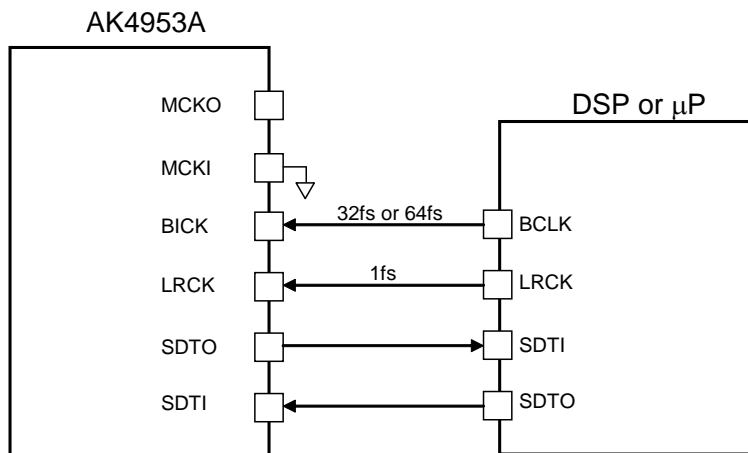 AK4953A
DSP or μP
MCKO
MCKI
BICK
32fs or 64fs
BCLK
LRCK
1fs
LRCK
SDTO
SDTI
SDTI
SDTO